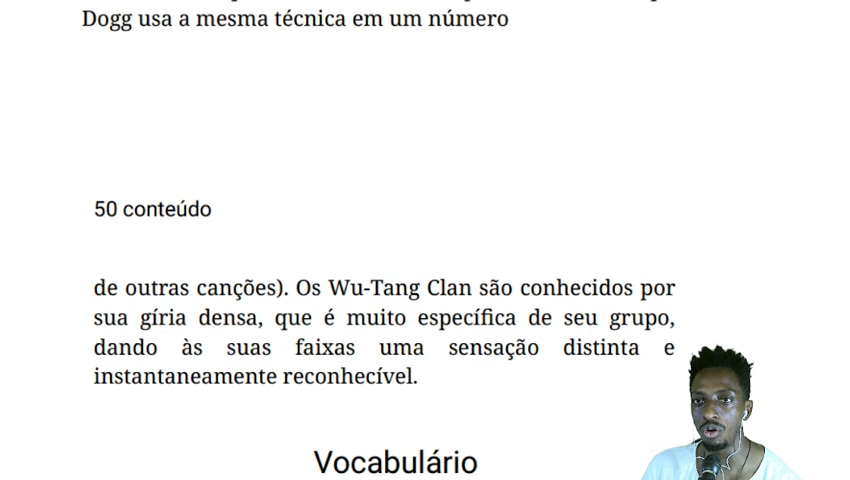 Dogg usa a mesma técnica em um número
50 conteúdo
de outras canções). Os Wu-Tang Clan são conhecidos por
sua gíria densa, que é muito específica de seu grupo,
dando às suas faixas uma sensação distinta e
instantaneamente reconhecível.
Vocabulário